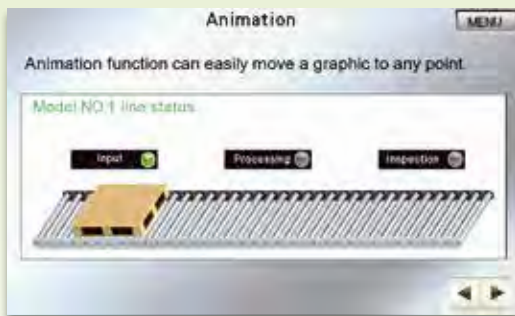 Animation
MENU
Animation function can easily move a graphic to any point.
Model NO.1 line status
Input
Processing
Inspection